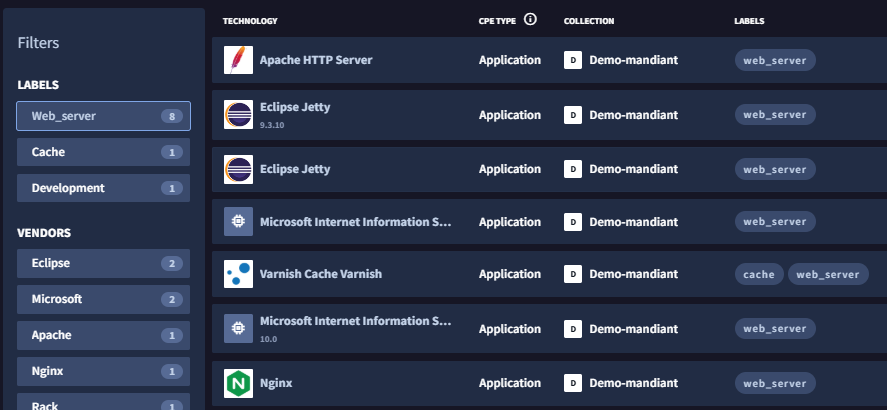 Filters
LABELS
Web_server 8
Cache 1
Development 1
VENDORS
Eclipse 2
Microsoft 2
Apache 1
Nginx 1
Rack 1
TECHNOLOGY CPE TYPE COLLECTION LABELS
Apache HTTP Server Application D Demo-mandiant web_server
Eclipse Jetty Application D Demo-mandiant web_server
9.3.10
Eclipse Jetty Application D Demo-mandiant web_server
Microsoft Internet Information S... Application D Demo-mandiant web_server
Varnish Cache Varnish Application D Demo-mandiant cache web_server
Microsoft Internet Information S... Application D Demo-mandiant web_server
10.0
Nginx Application D Demo-mandiant web_server